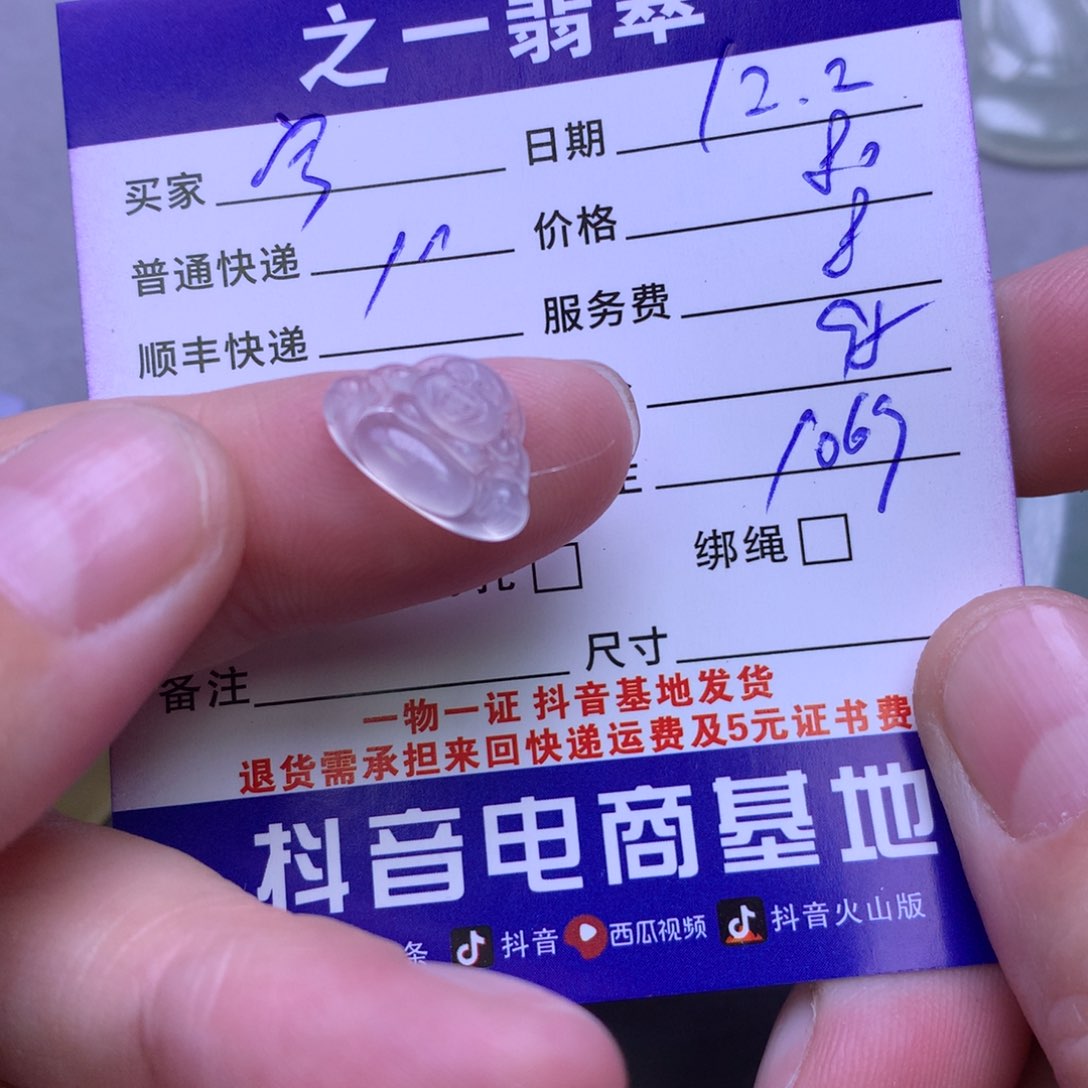 之一翡翠
买家 日期 12.2
普通快递 价格 80
顺丰快递 服务费 8
1069
绑绳
备注 尺寸
一物一证 抖音基地发货
退货需承担来回快递运费及5元证书费
抖音电商基地
条 抖音 西瓜视频 抖音火山版